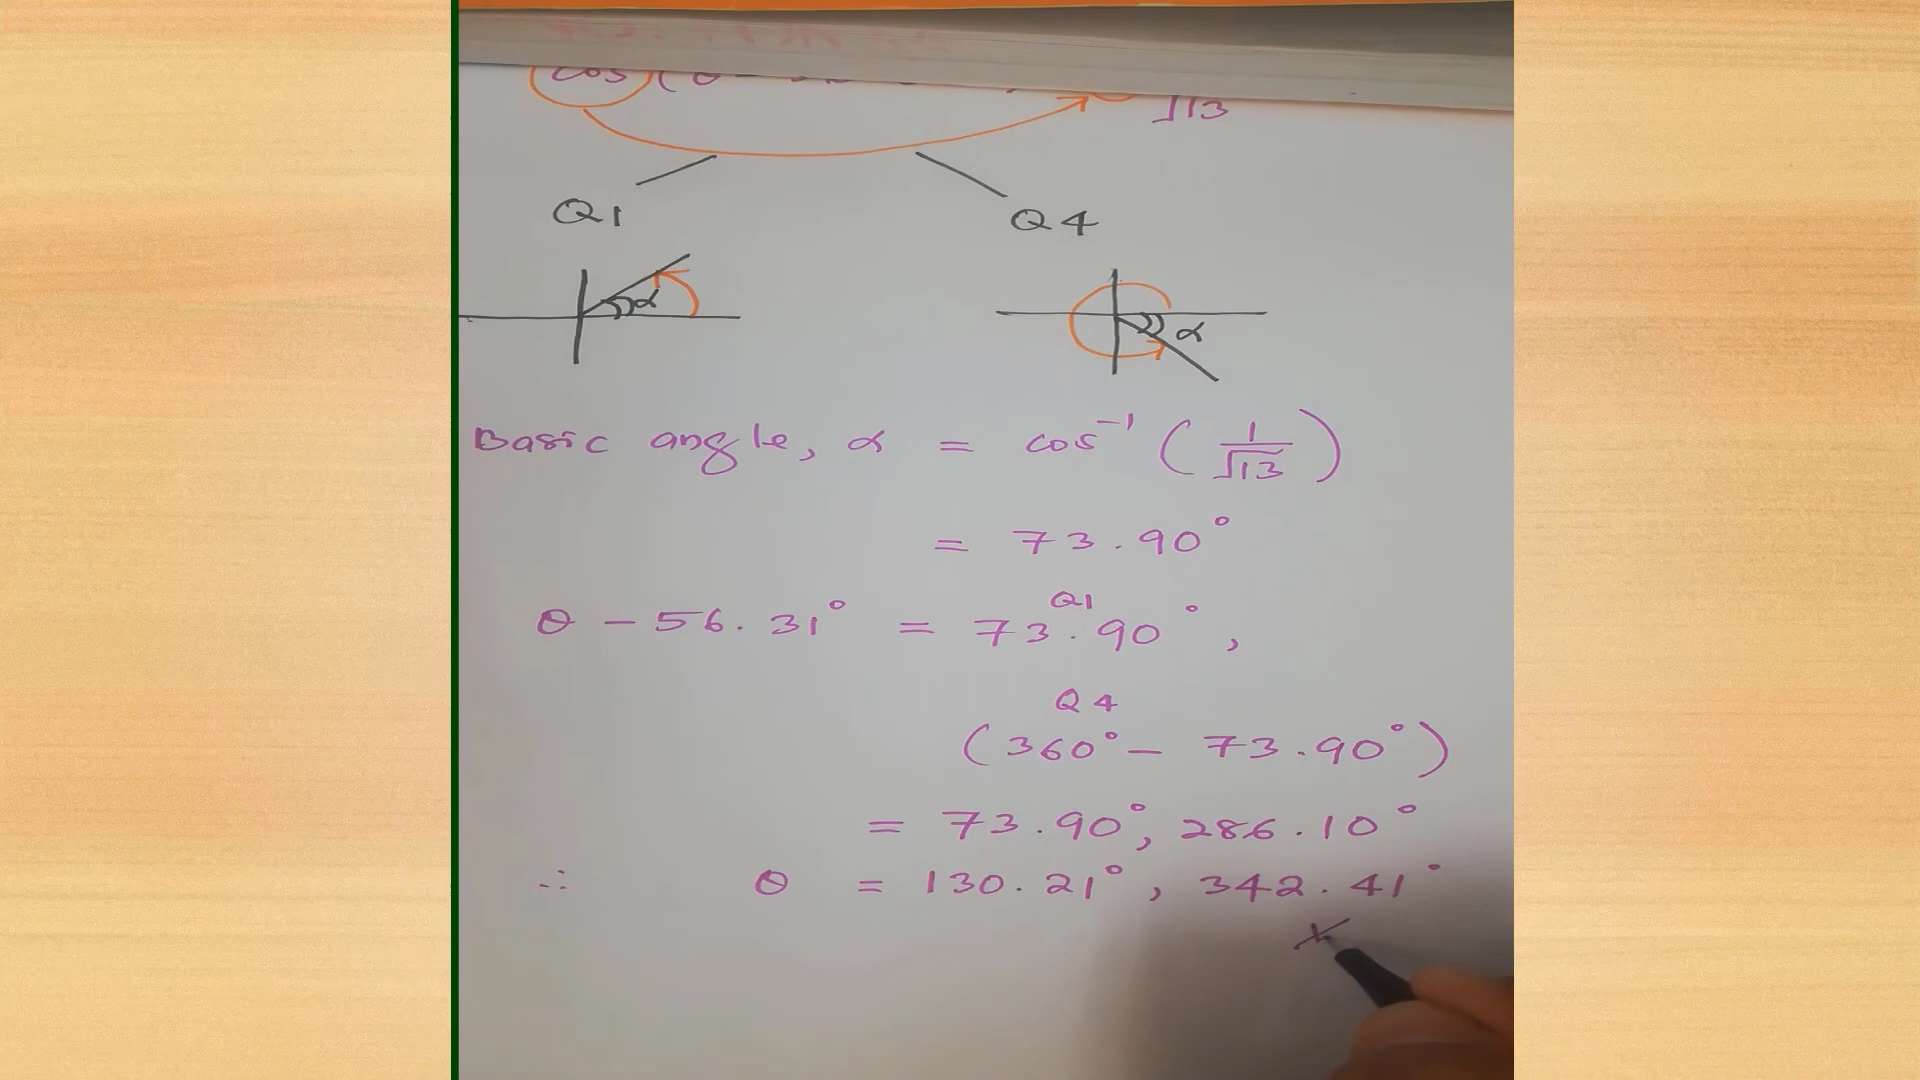 cos (θ
√13
Q1
Q4
α
α
Basic angle, α = cos⁻¹ (1/√13)
= 73.90°
Q1
θ - 56.31° = 73.90°,
Q4
(360° - 73.90°)
= 73.90°, 286.10°
∴ θ = 130.21°, 342.41°